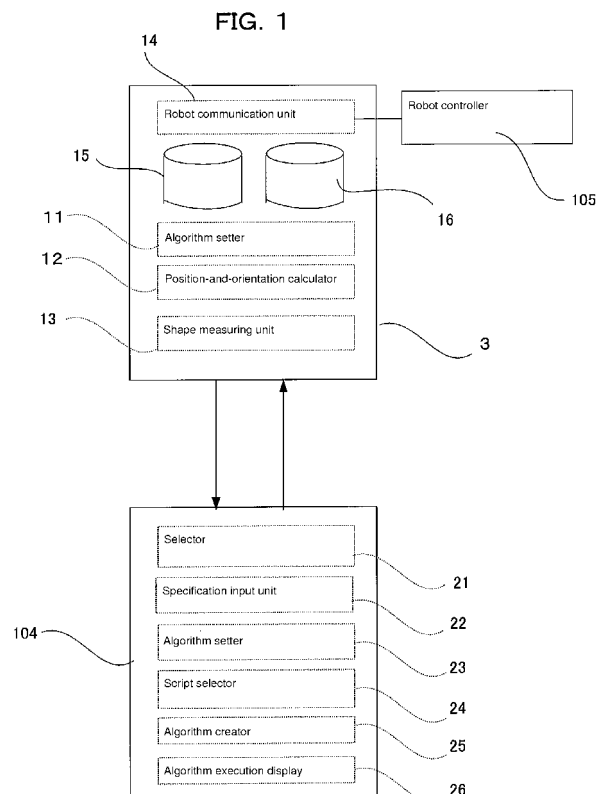 FIG. 1
14
Robot communication unit
Robot controller
15
16
105
11
Algorithm setter
12
Position-and-orientation calculator
13
Shape measuring unit
3
Selector
21
Specification input unit
22
104
Algorithm setter
23
Script selector
24
Algorithm creator
25
Algorithm execution display
26